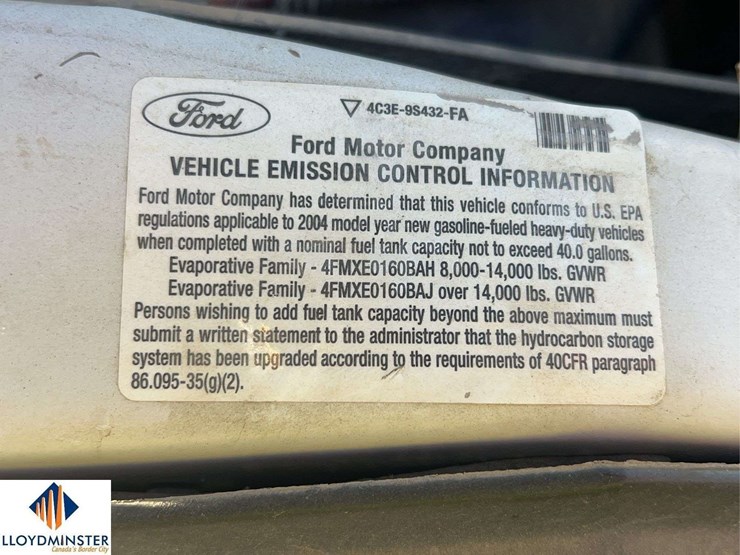 Ford
4C3E-9S432-FA
Ford Motor Company
VEHICLE EMISSION CONTROL INFORMATION
Ford Motor Company has determined that this vehicle conforms to U.S. EPA
regulations applicable to 2004 model year new gasoline-fueled heavy-duty vehicles
when completed with a nominal fuel tank capacity not to exceed 40.0 gallons.
Evaporative Family - 4FMXE0160BAH 8,000-14,000 lbs. GVWR
Evaporative Family - 4FMXE0160BAJ over 14,000 lbs. GVWR
Persons wishing to add fuel tank capacity beyond the above maximum must
submit a written statement to the administrator that the hydrocarbon storage
system has been upgraded according to the requirements of 40CFR paragraph
86.095-35(g)(2).
LLOYDMINSTER
Canada's Border City